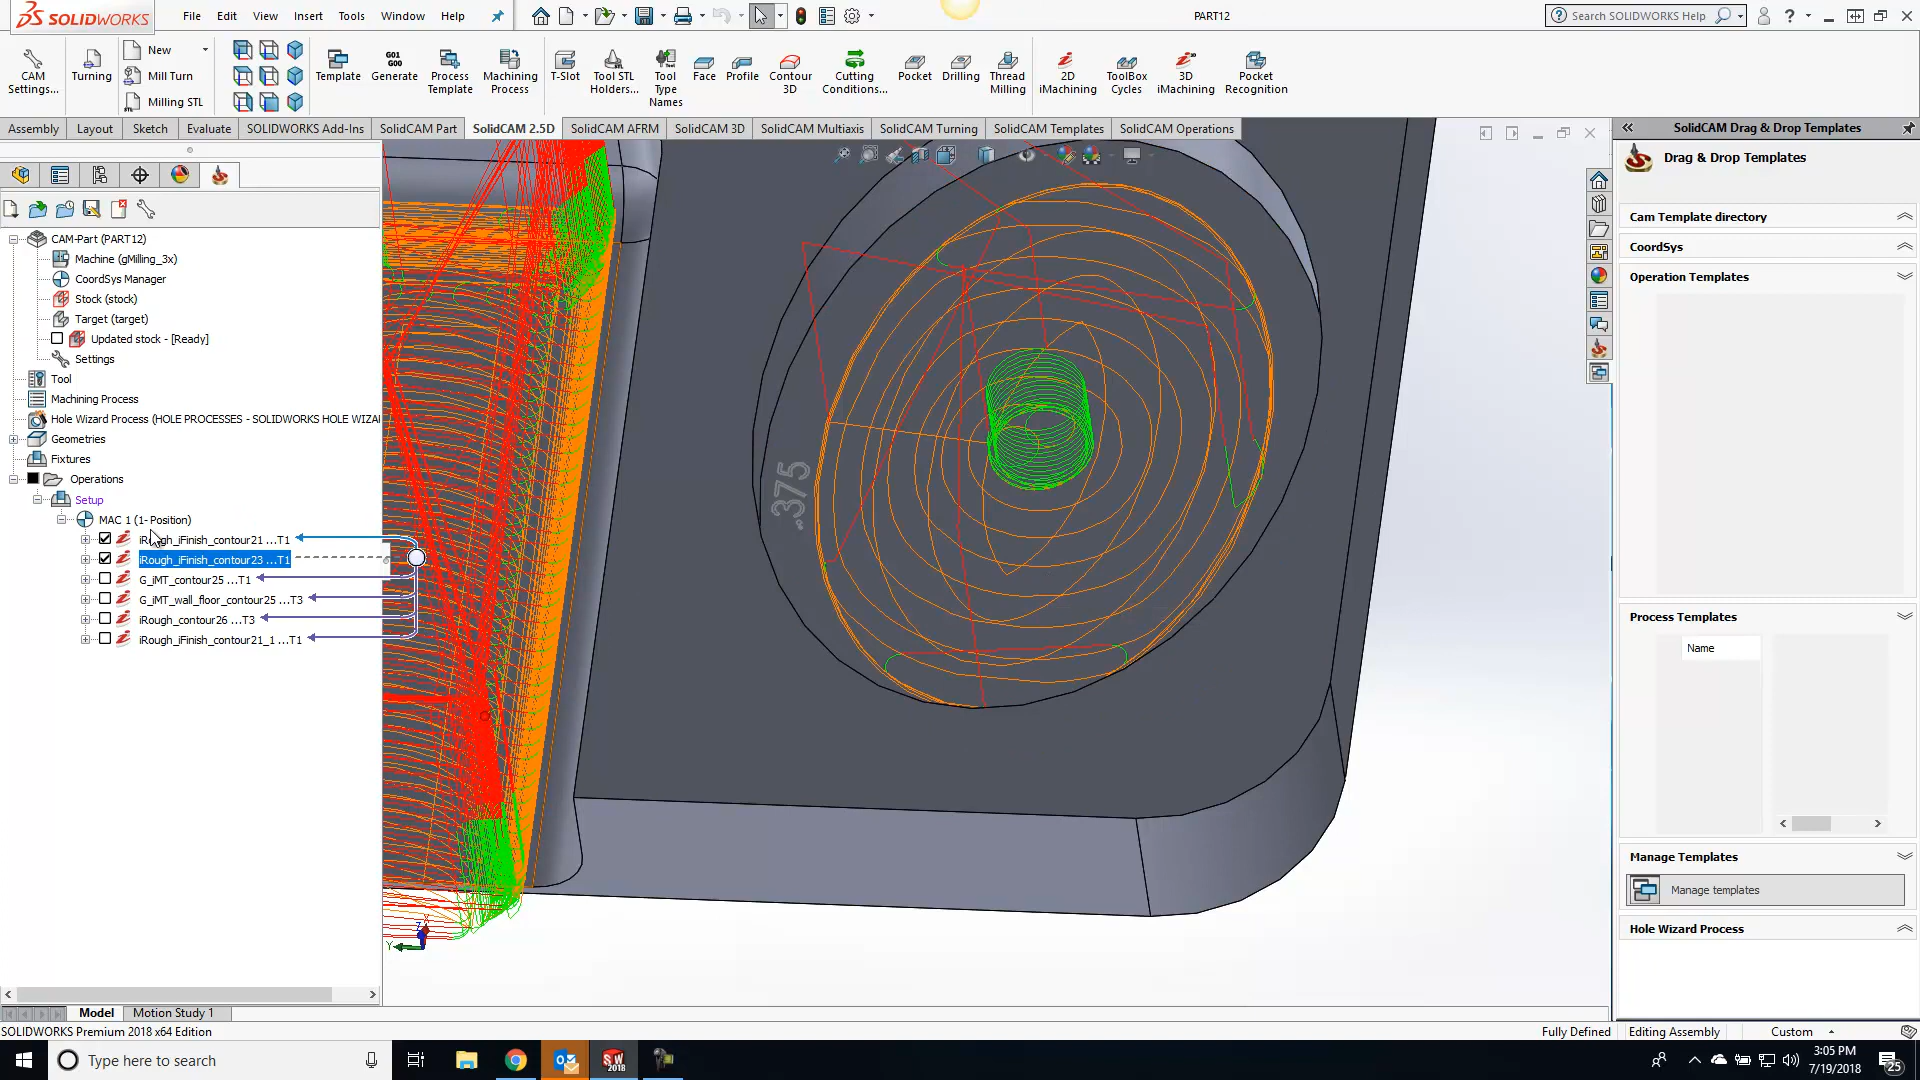 SOLIDWORKS
File Edit View Insert Tools Window Help
PART12
Search SOLIDWORKS Help
CAM Settings...
Turning
New
Mill Turn
Milling STL
Template
G01 G00
Generate
Process Template
Machining Process
T-Slot
Tool STL Holders...
Tool Type Names
Face
Profile
Contour 3D
Cutting Conditions...
Pocket
Drilling
Thread Milling
2D iMachining
ToolBox Cycles
3D iMachining
Pocket Recognition
Assembly Layout Sketch Evaluate SOLIDWORKS Add-Ins SolidCAM Part SolidCAM 2.5D SolidCAM AFRM SolidCAM 3D SolidCAM Multiaxis SolidCAM Turning SolidCAM Templates SolidCAM Operations
SolidCAM Drag & Drop Templates
Drag & Drop Templates
Cam Template directory
CoordSys
Operation Templates
Process Templates
Name
Manage Templates
Manage templates
Hole Wizard Process
CAM-Part (PART12)
Machine (gMilling_3x)
CoordSys Manager
Stock (stock)
Target (target)
Updated stock - [Ready]
Settings
Tool
Machining Process
Hole Wizard Process (HOLE PROCESSES - SOLIDWORKS HOLE WIZA
Geometries
Fixtures
Operations
Setup
MAC 1 (1- Position)
iRough_iFinish_contour21 ...T1
iRough_iFinish_contour23 ...T1
G_iMT_contour25 ...T1
G_iMT_wall_floor_contour25 ...T3
iRough_contour26 ...T3
iRough_iFinish_contour21_1 ...T1
.375
Y
Model Motion Study 1
SOLIDWORKS Premium 2018 x64 Edition
Fully Defined Editing Assembly Custom
Type here to search
SW 2018
3:05 PM
7/19/2018
25